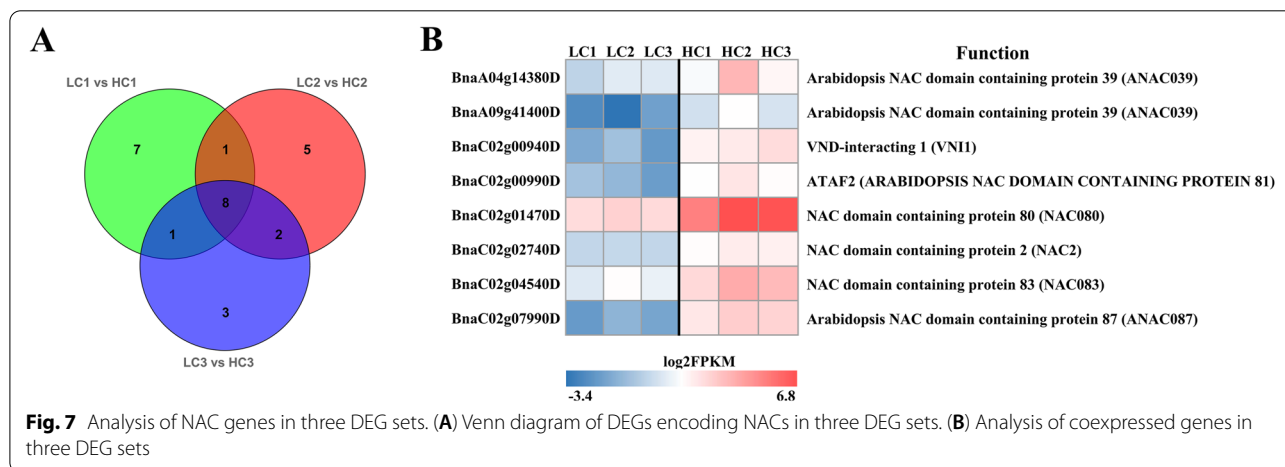 A
LC1 vs HC1
LC2 vs HC2
7
1
5
8
1
2
3
LC3 vs HC3
B
LC1 LC2 LC3 HC1 HC2 HC3 Function
BnaA04g14380D Arabidopsis NAC domain containing protein 39 (ANAC039)
BnaA09g41400D Arabidopsis NAC domain containing protein 39 (ANAC039)
BnaC02g00940D VND-interacting 1 (VNI1)
BnaC02g00990D ATAF2 (ARABIDOPSIS NAC DOMAIN CONTAINING PROTEIN 81)
BnaC02g01470D NAC domain containing protein 80 (NAC080)
BnaC02g02740D NAC domain containing protein 2 (NAC2)
BnaC02g04540D NAC domain containing protein 83 (NAC083)
BnaC02g07990D Arabidopsis NAC domain containing protein 87 (ANAC087)
log2FPKM
-3.4 6.8
Fig. 7 Analysis of NAC genes in three DEG sets. (A) Venn diagram of DEGs encoding NACs in three DEG sets. (B) Analysis of coexpressed genes in
three DEG sets